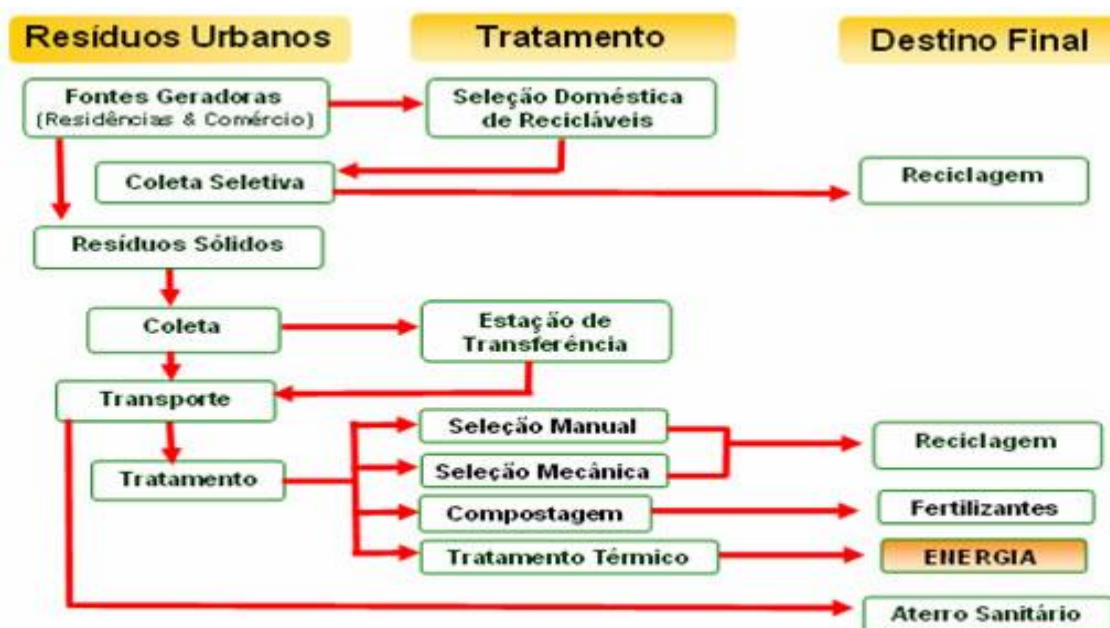 Resíduos Urbanos
Tratamento
Destino Final
Fontes Geradoras
(Residências & Comércio)
Seleção Doméstica
de Recicláveis
Coleta Seletiva
Reciclagem
Resíduos Sólidos
Coleta
Estação de
Transferência
Transporte
Seleção Manual
Reciclagem
Tratamento
Seleção Mecânica
Compostagem
Fertilizantes
Tratamento Térmico
ENERGIA
Aterro Sanitário